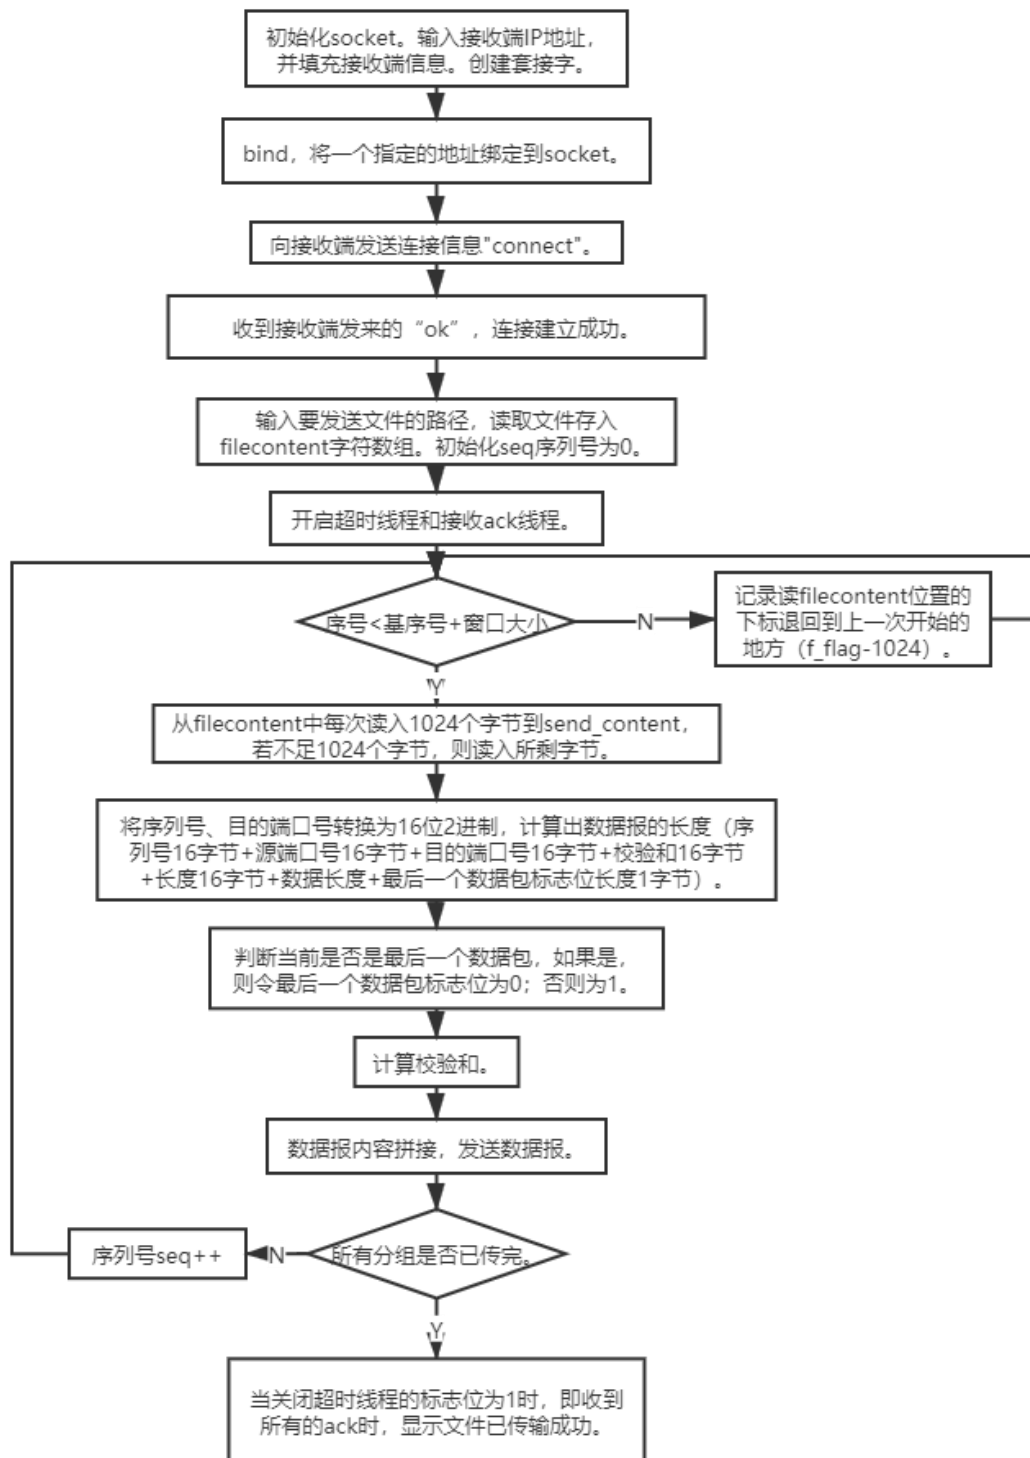 初始化socket。输入接收端IP地址，
并填充接收端信息。创建套接字。
bind，将一个指定的地址绑定到socket。
向接收端发送连接信息"connect"。
收到接收端发来的“ok”，连接建立成功。
输入要发送文件的路径，读取文件存入
filecontent字符数组。初始化seq序列号为0。
开启超时线程和接收ack线程。
序号<基序号+窗口大小
N
记录读filecontent位置的
下标退回到上一次开始的
地方（f_flag-1024）。
Y
从filecontent中每次读入1024个字节到send_content，
若不足1024个字节，则读入所剩字节。
将序列号、目的端口号转换为16位2进制，计算出数据报的长度（序
列号16字节+源端口号16字节+目的端口号16字节+校验和16字节
+长度16字节+数据长度+最后一个数据包标志位长度1字节）。
判断当前是否是最后一个数据包，如果是，
则令最后一个数据包标志位为0；否则为1。
计算校验和。
数据报内容拼接，发送数据报。
所有分组是否已传完。
N
序列号seq++
Y
当关闭超时线程的标志位为1时，即收到
所有的ack时，显示文件已传输成功。